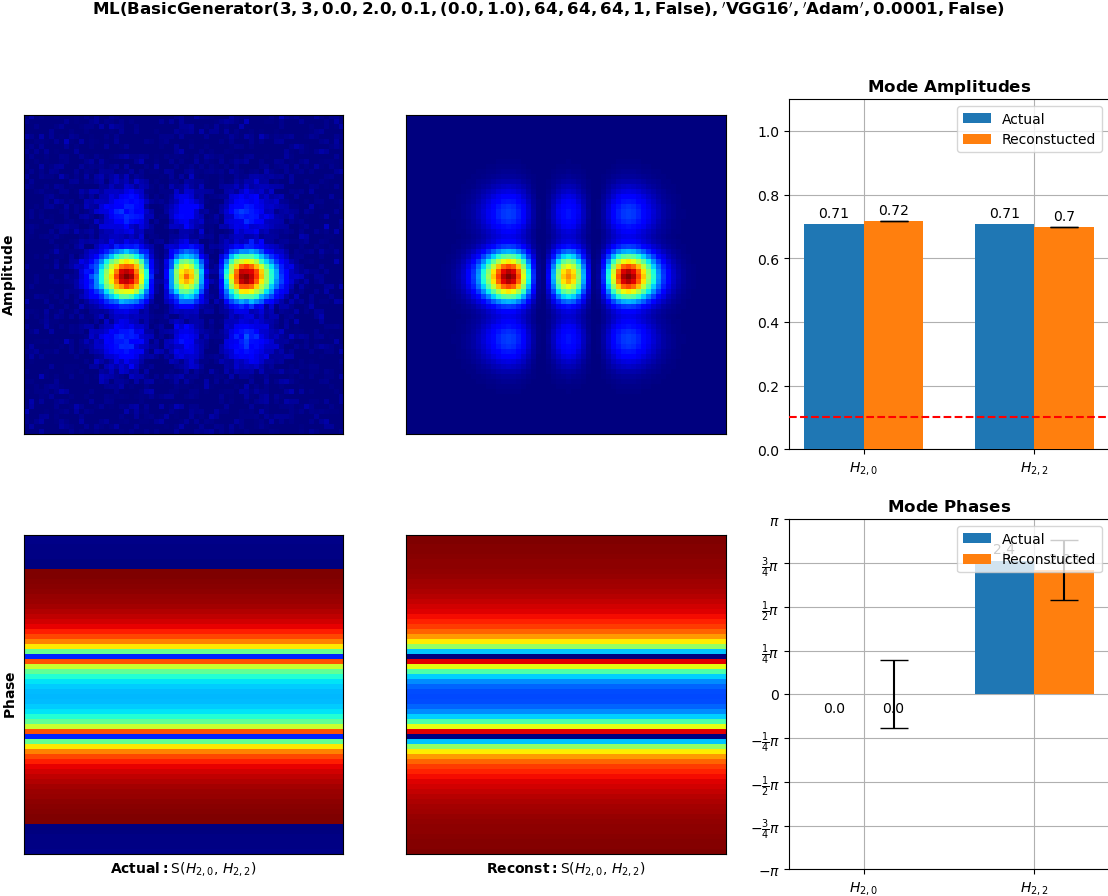 ML(BasicGenerator(3, 3, 0.0, 2.0, 0.1, (0.0, 1.0), 64, 64, 64, 1, False), ′VGG16′, ′Adam′, 0.0001, False)
Amplitude
Mode Amplitudes
Actual
Reconstucted
1.0
0.8
0.6
0.4
0.2
0.0
0.71
0.72
0.71
0.7
H2, 0
H2, 2
Phase
Actual: S(H2, 0, H2, 2)
Reconst: S(H2, 0, H2, 2)
Mode Phases
Actual
Reconstucted
π
3/4π
1/2π
1/4π
0
−1/4π
−1/2π
−3/4π
−π
2.4
0.0
0.0
H2, 0
H2, 2